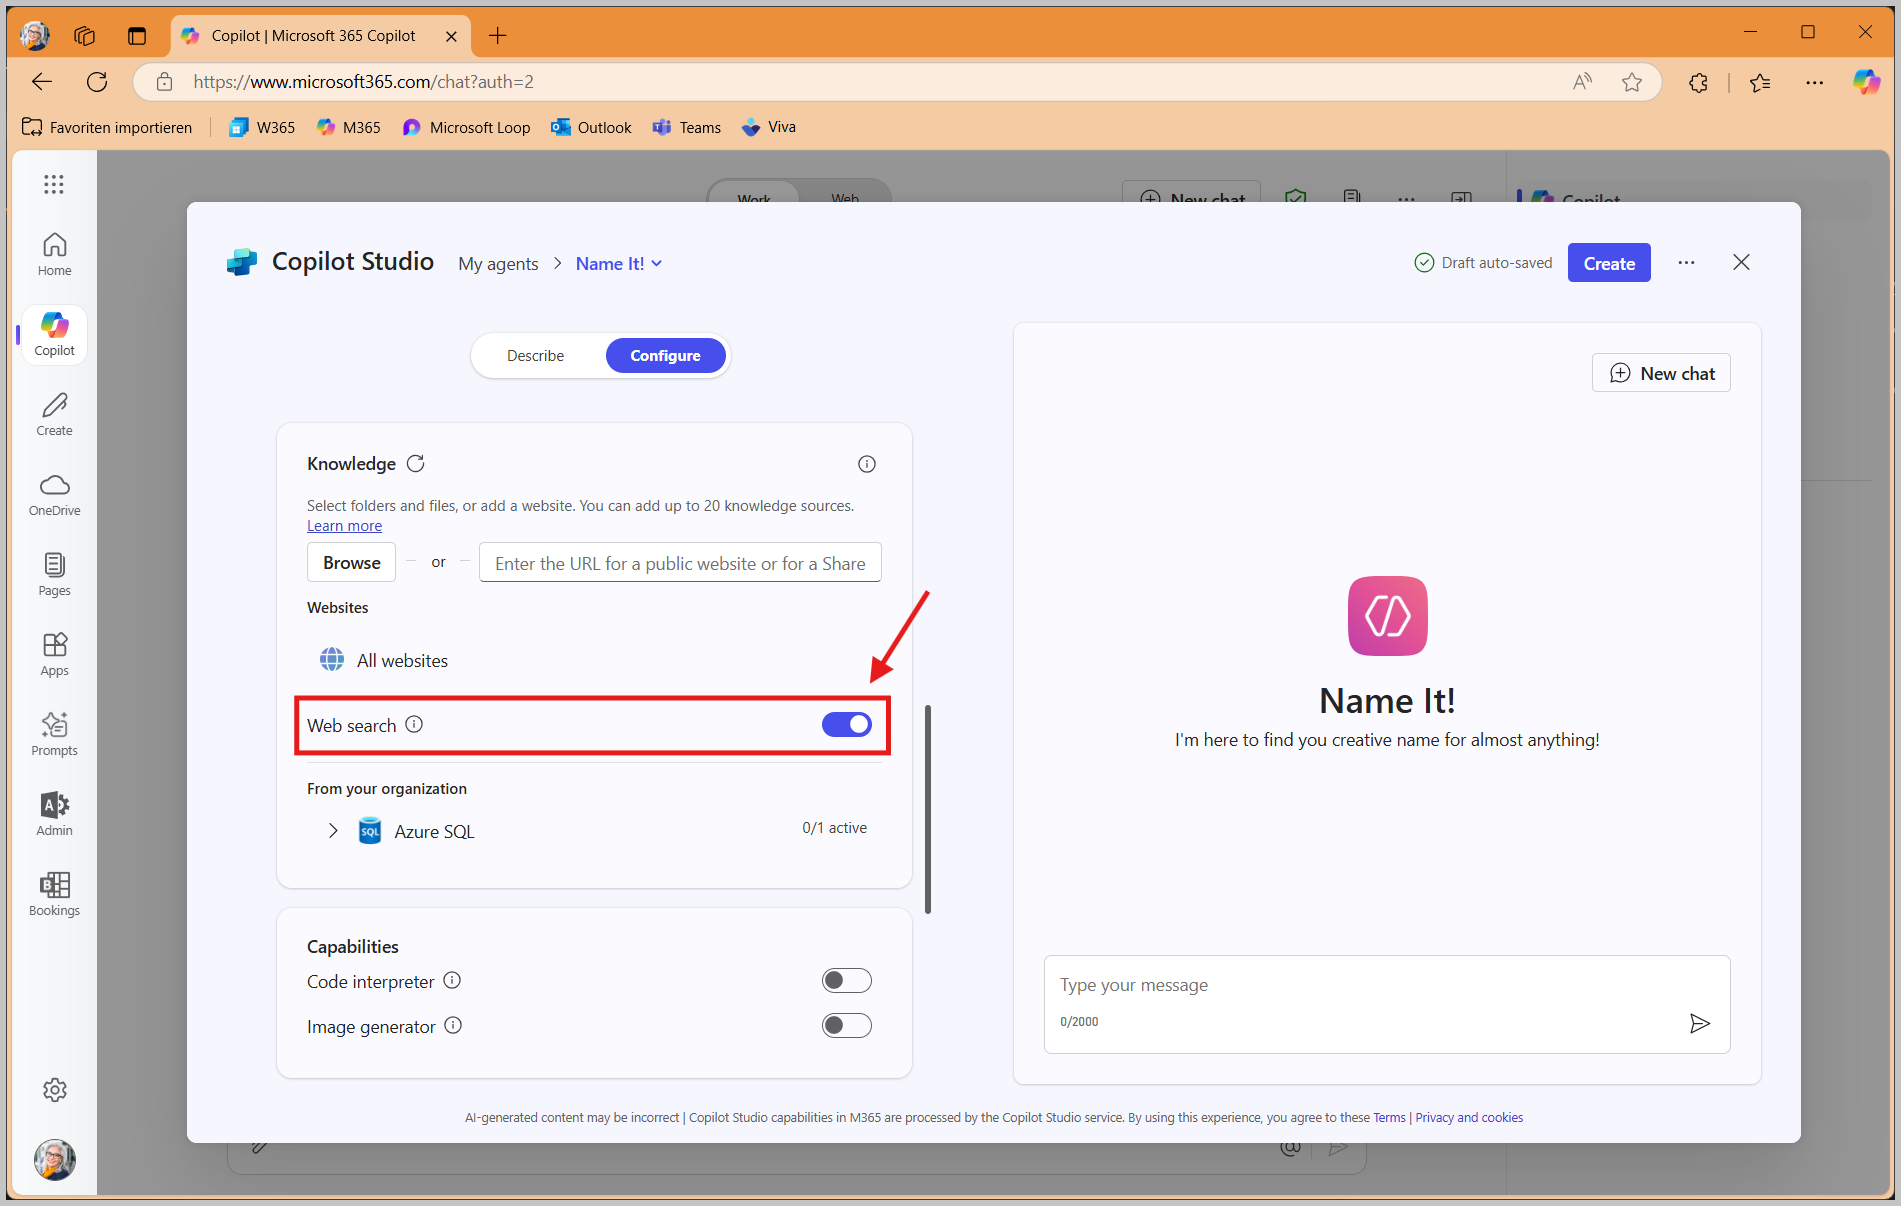 Copilot | Microsoft 365 Copilot
https://www.microsoft365.com/chat?auth=2
Favoriten importieren
W365
M365
Microsoft Loop
Outlook
Teams
Viva
Work
Web
New chat
Copilot
Home
Copilot
Create
OneDrive
Pages
Apps
Prompts
Admin
Bookings
Copilot Studio
My agents
Name It!
Draft auto-saved
Create
Describe
Configure
Knowledge
Select folders and files, or add a website. You can add up to 20 knowledge sources.
Learn more
Browse
or
Enter the URL for a public website or for a Share
Websites
All websites
Web search
From your organization
SQL
Azure SQL
0/1 active
Capabilities
Code interpreter
Image generator
New chat
Name It!
I'm here to find you creative name for almost anything!
Type your message
0/2000
AI-generated content may be incorrect | Copilot Studio capabilities in M365 are processed by the Copilot Studio service. By using this experience, you agree to these Terms | Privacy and cookies